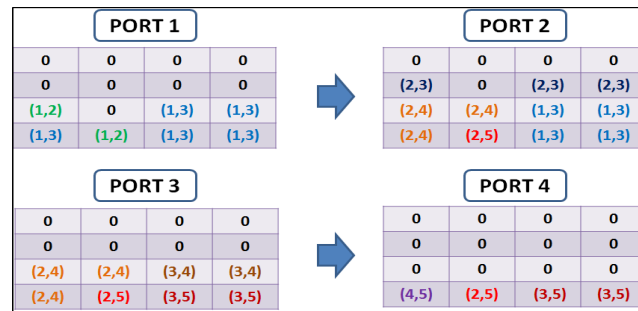 PORT 1
0 0 0 0
0 0 0 0
(1,2) 0 (1,3) (1,3)
(1,3) (1,2) (1,3) (1,3)
PORT 2
0 0 0 0
(2,3) 0 (2,3) (2,3)
(2,4) (2,4) (1,3) (1,3)
(2,4) (2,5) (1,3) (1,3)
PORT 3
0 0 0 0
0 0 0 0
(2,4) (2,4) (3,4) (3,4)
(2,4) (2,5) (3,5) (3,5)
PORT 4
0 0 0 0
0 0 0 0
0 0 0 0
(4,5) (2,5) (3,5) (3,5)